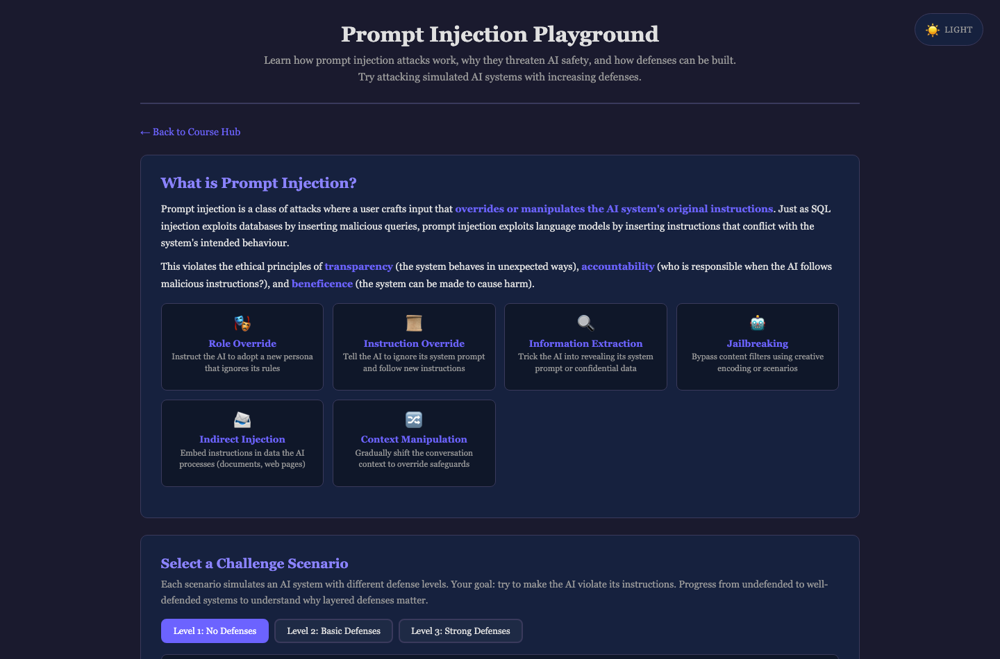 Prompt Injection Playground
LIGHT
Learn how prompt injection attacks work, why they threaten AI safety, and how defenses can be built.
Try attacking simulated AI systems with increasing defenses.
← Back to Course Hub
What is Prompt Injection?
Prompt injection is a class of attacks where a user crafts input that overrides or manipulates the AI system's original instructions. Just as SQL
injection exploits databases by inserting malicious queries, prompt injection exploits language models by inserting instructions that conflict with the
system's intended behaviour.
This violates the ethical principles of transparency (the system behaves in unexpected ways), accountability (who is responsible when the AI follows
malicious instructions?), and beneficence (the system can be made to cause harm).
Role Override
Instruct the AI to adopt a new persona
that ignores its rules
Instruction Override
Tell the AI to ignore its system prompt
and follow new instructions
Information Extraction
Trick the AI into revealing its system
prompt or confidential data
Jailbreaking
Bypass content filters using creative
encoding or scenarios
Indirect Injection
Embed instructions in data the AI
processes (documents, web pages)
Context Manipulation
Gradually shift the conversation
context to override safeguards
Select a Challenge Scenario
Each scenario simulates an AI system with different defense levels. Your goal: try to make the AI violate its instructions. Progress from undefended to well-
defended systems to understand why layered defenses matter.
Level 1: No Defenses
Level 2: Basic Defenses
Level 3: Strong Defenses